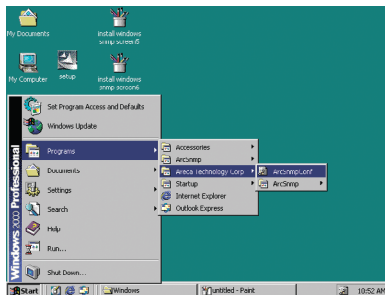 My Documents
install windows
snmp screen5
My Computer
setup
install windows
snmp screen6
Windows 2000 Professional
Set Program Access and Defaults
Windows Update
Programs
Documents
Settings
Search
Help
Run...
Shut Down...
Accessories
ArcSnmp
Areca Technology Corp
Startup
Internet Explorer
Outlook Express
ArcSnmpConf
ArcSnmp
Start
Windows
untitled - Paint
10:52 AM